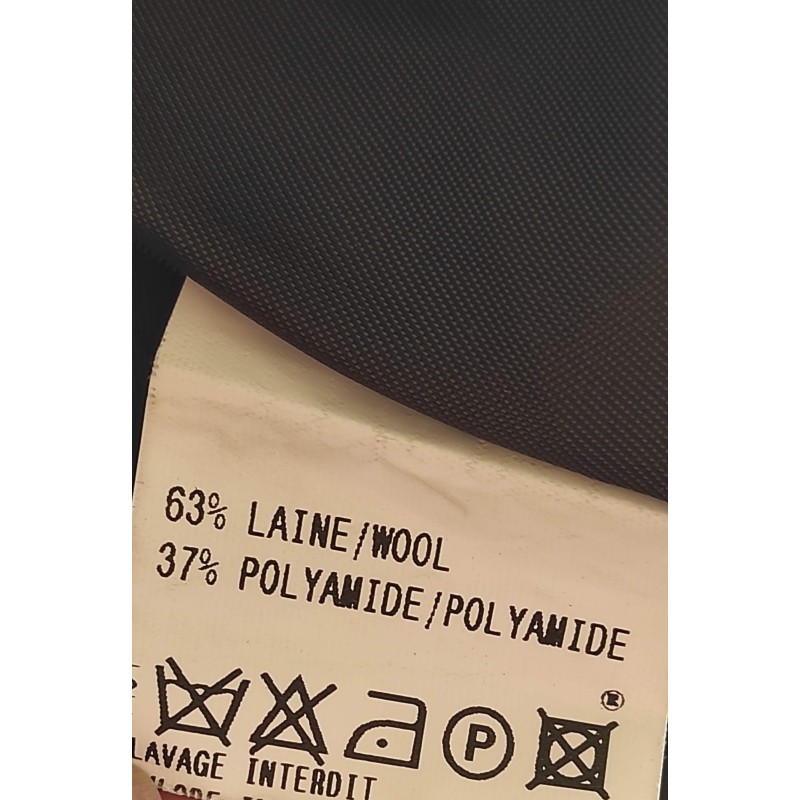 63% LAINE/WOOL
37% POLYAMIDE/POLYAMIDE
®
P
LAVAGE INTERDIT